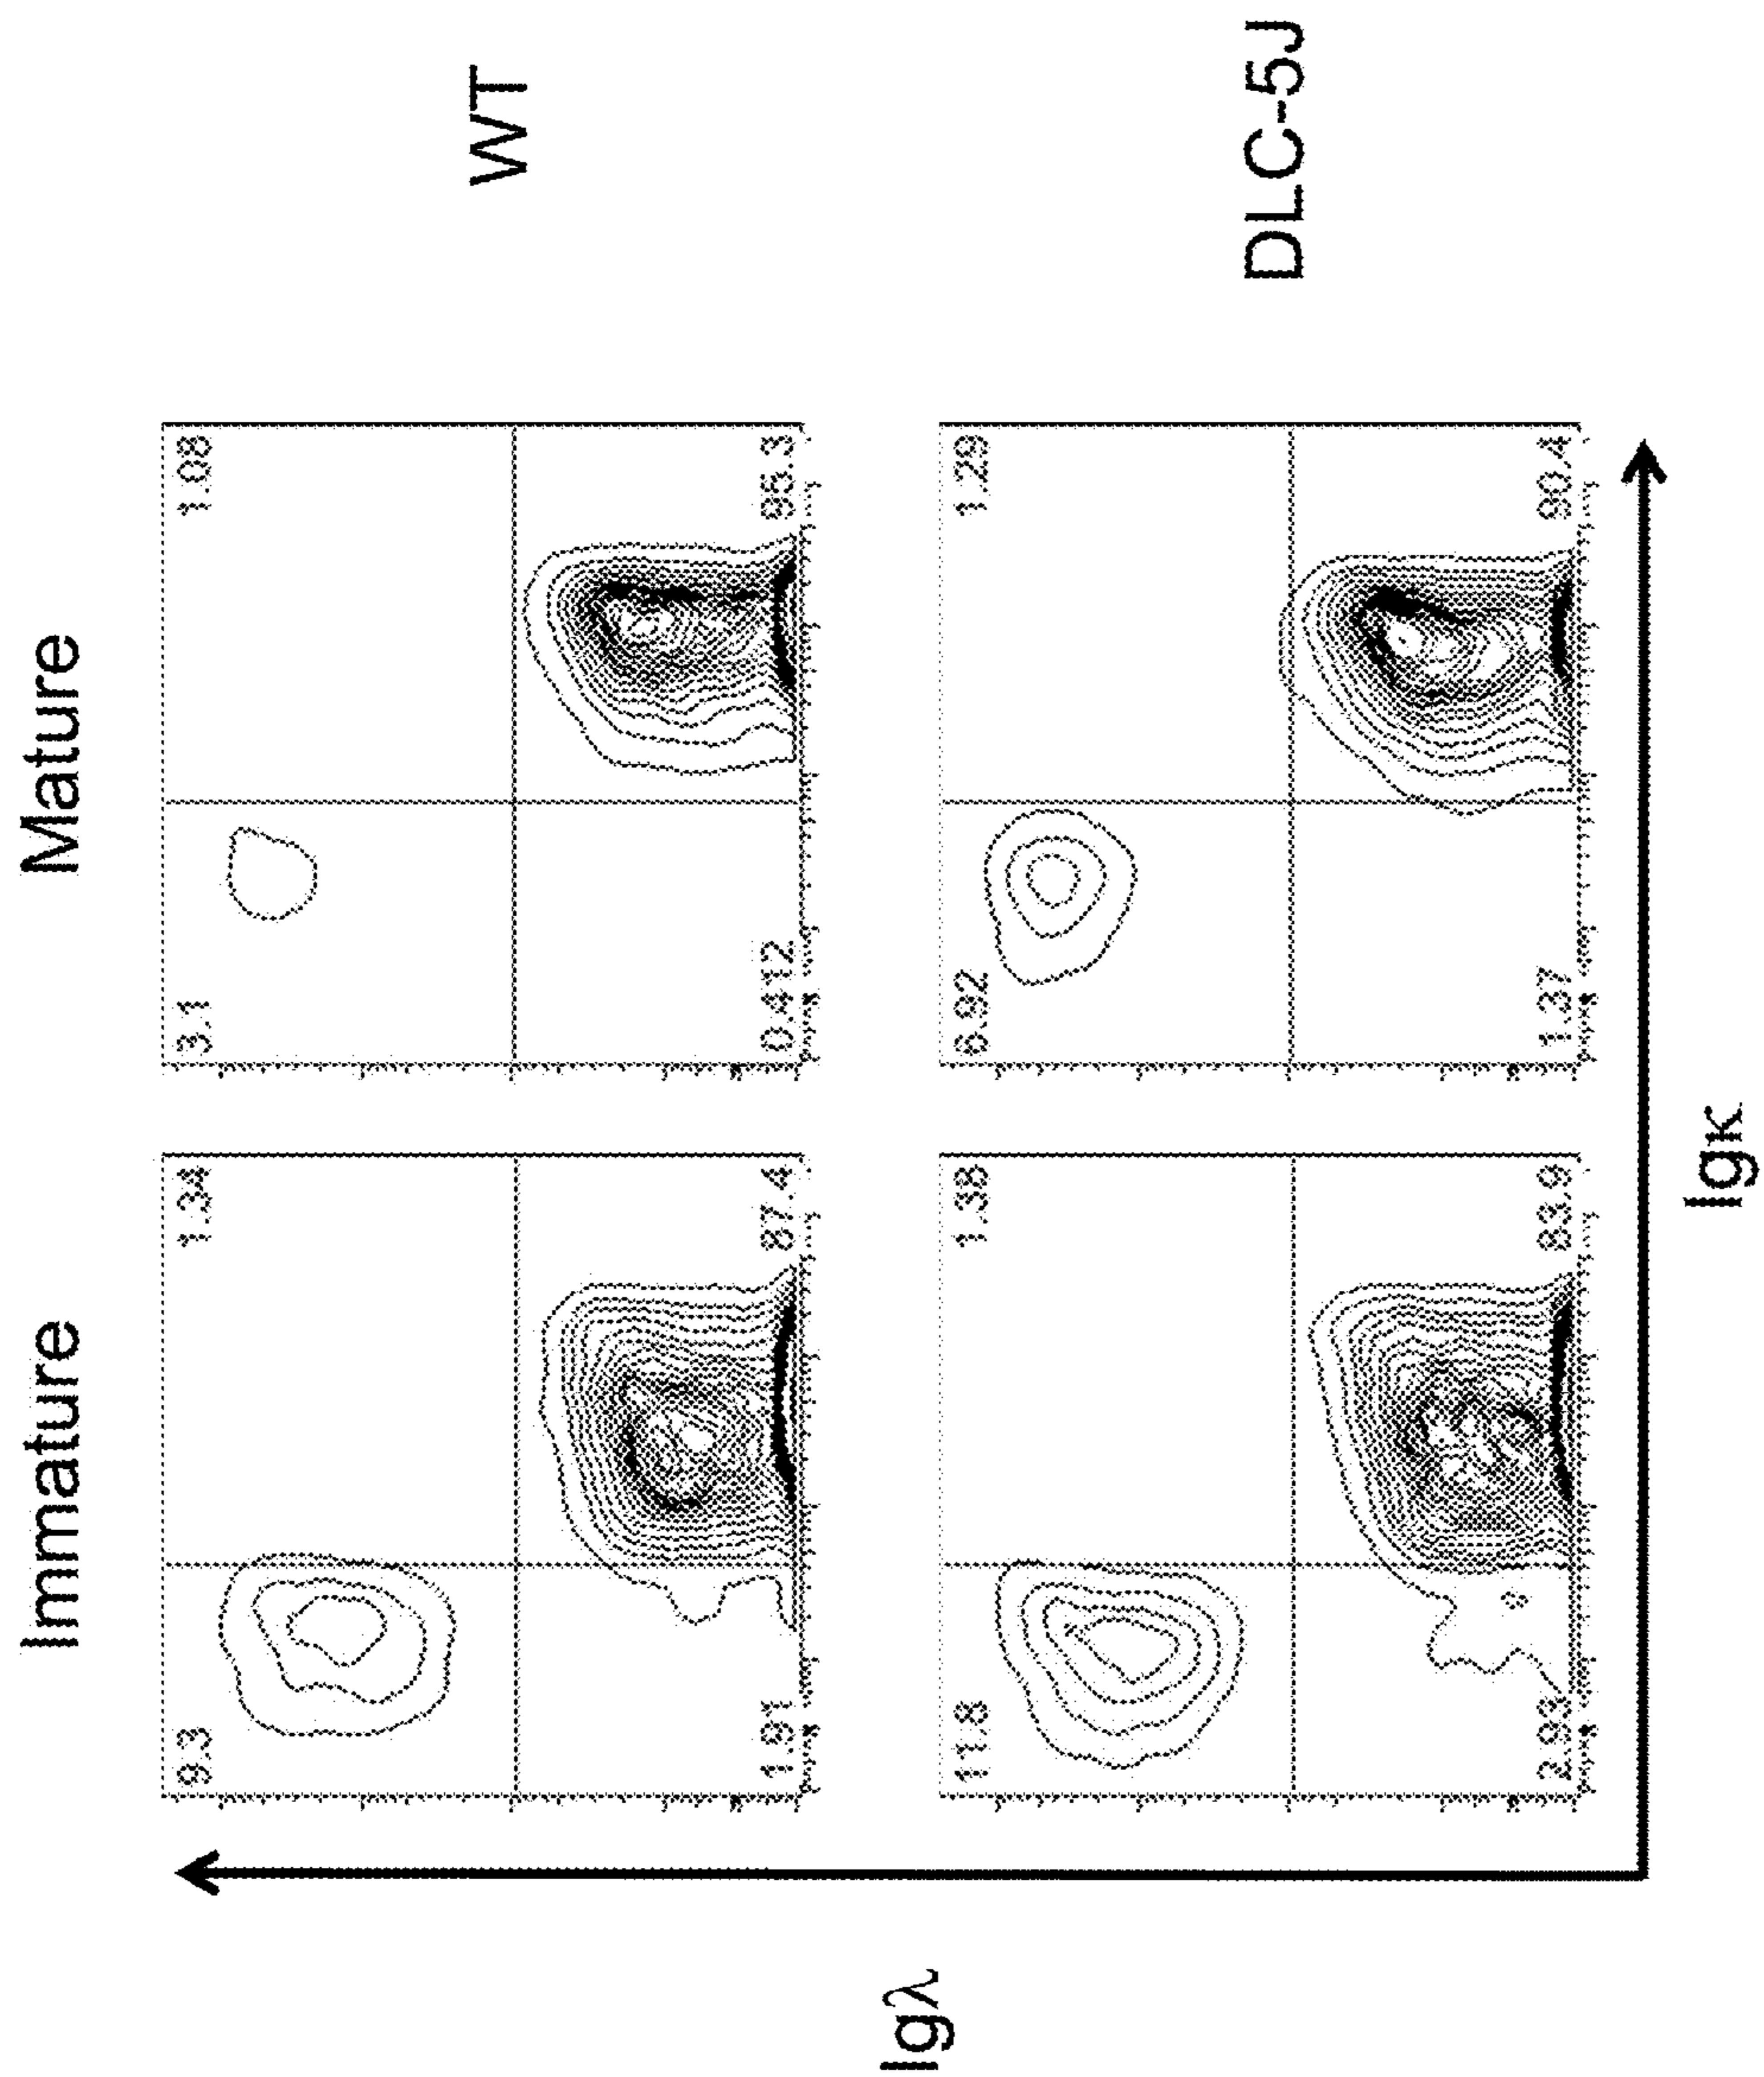 Immature
Mature
9.3
1.34
3.1
1.08
WT
1.91
87.4
0.412
95.3
Igλ
11.8
1.38
6.92
1.29
DLC-5J
2.93
83.9
1.37
90.4
Igκ